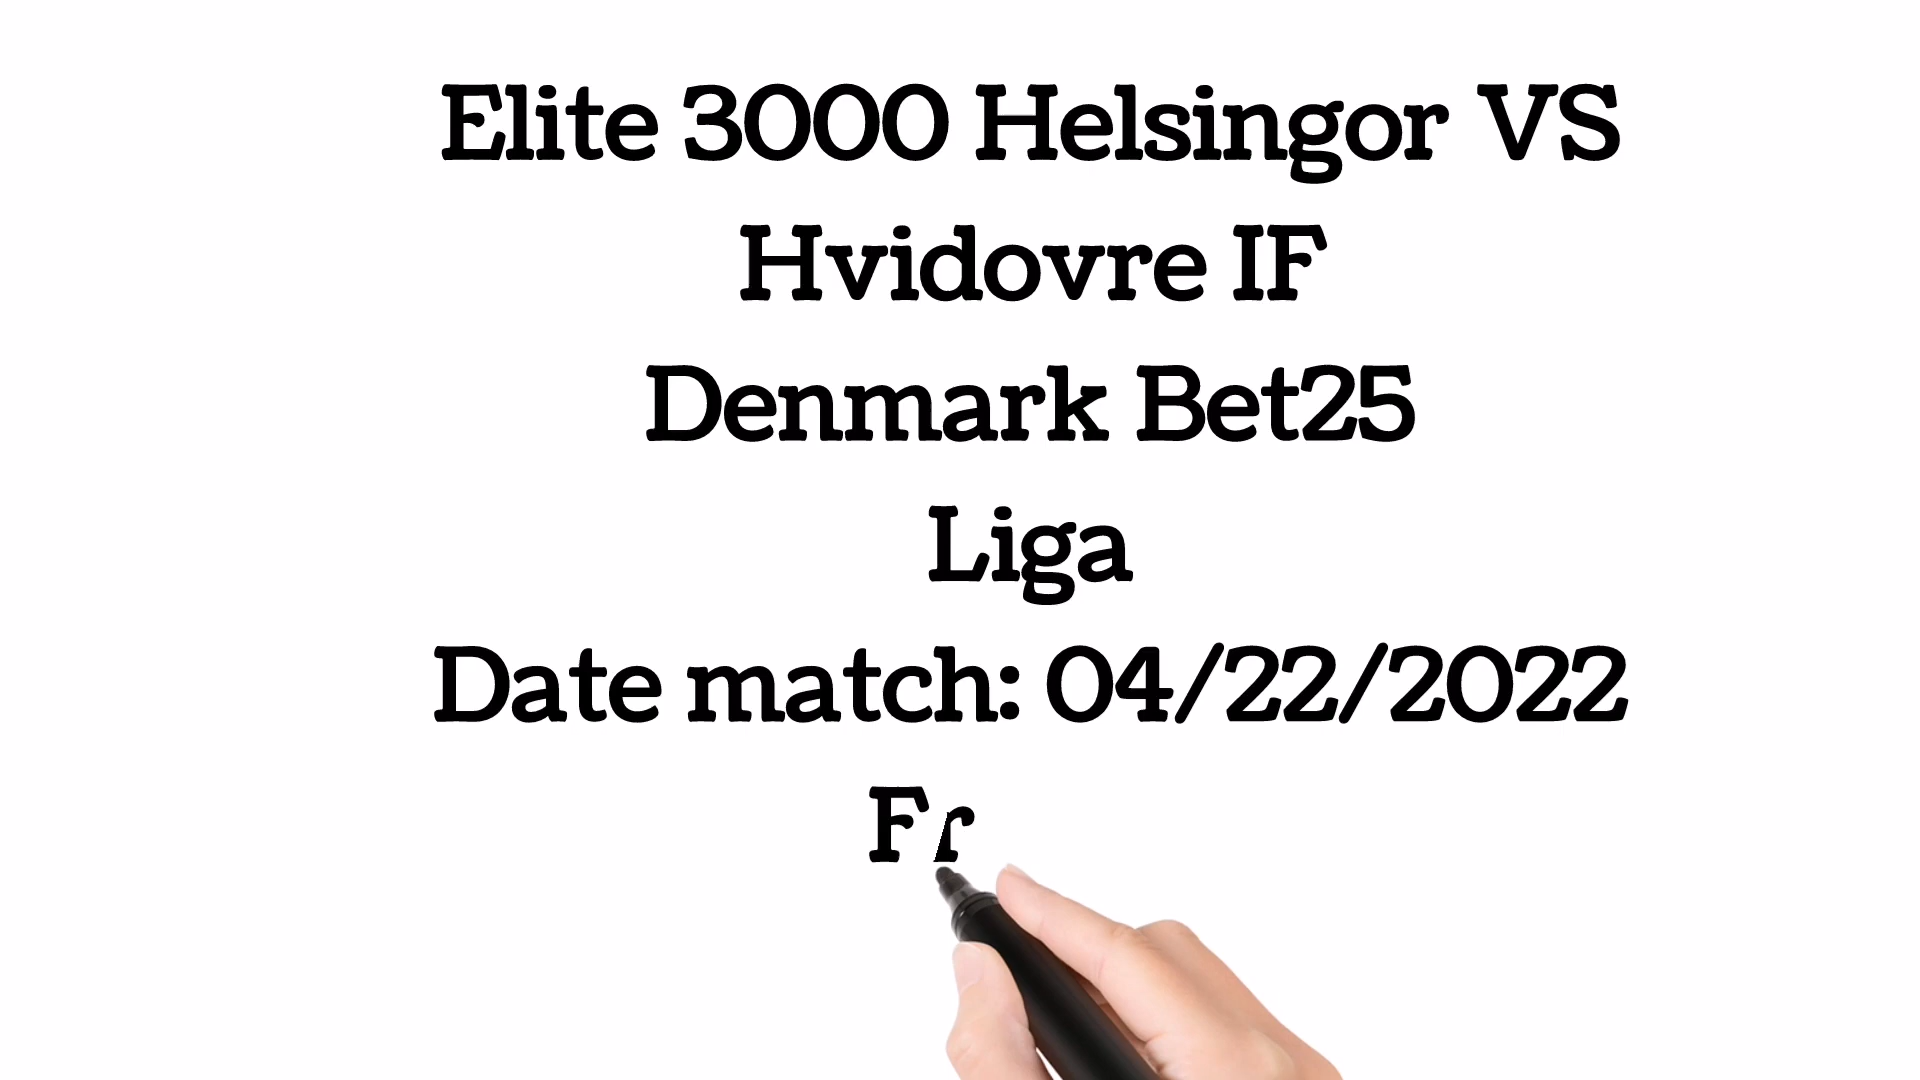 Elite 3000 Helsingor VS
Hvidovre IF
Denmark Bet25
Liga
Date match: 04/22/2022
Fr